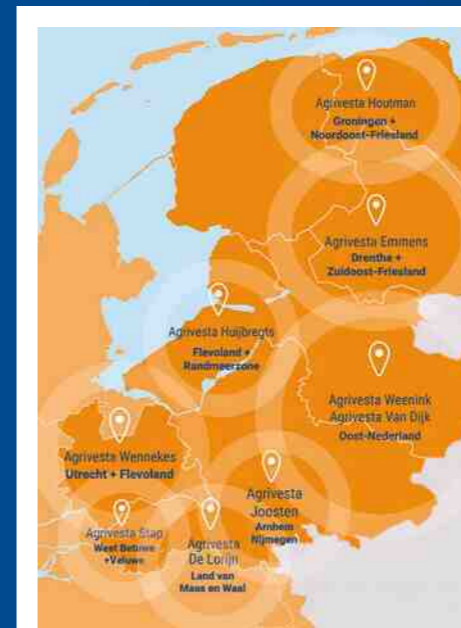 Agrivesta Houtman
Groningen +
Noordoost-Friesland
Agrivesta Emmens
Drenthe +
Zuidoost-Friesland
Agrivesta Huijbregts
Flevoland +
Randmeerzone
Agrivesta Weenink
Agrivesta Van Dijk
Oost-Nederland
Agrivesta Wennekes
Utrecht + Flevoland
Agrivesta
Joosten
Arnhem
Nijmegen
Agrivesta Stap
West Betuwe
+Veluwe
Agrivesta
De Lorijn
Land van
Maas en Waal